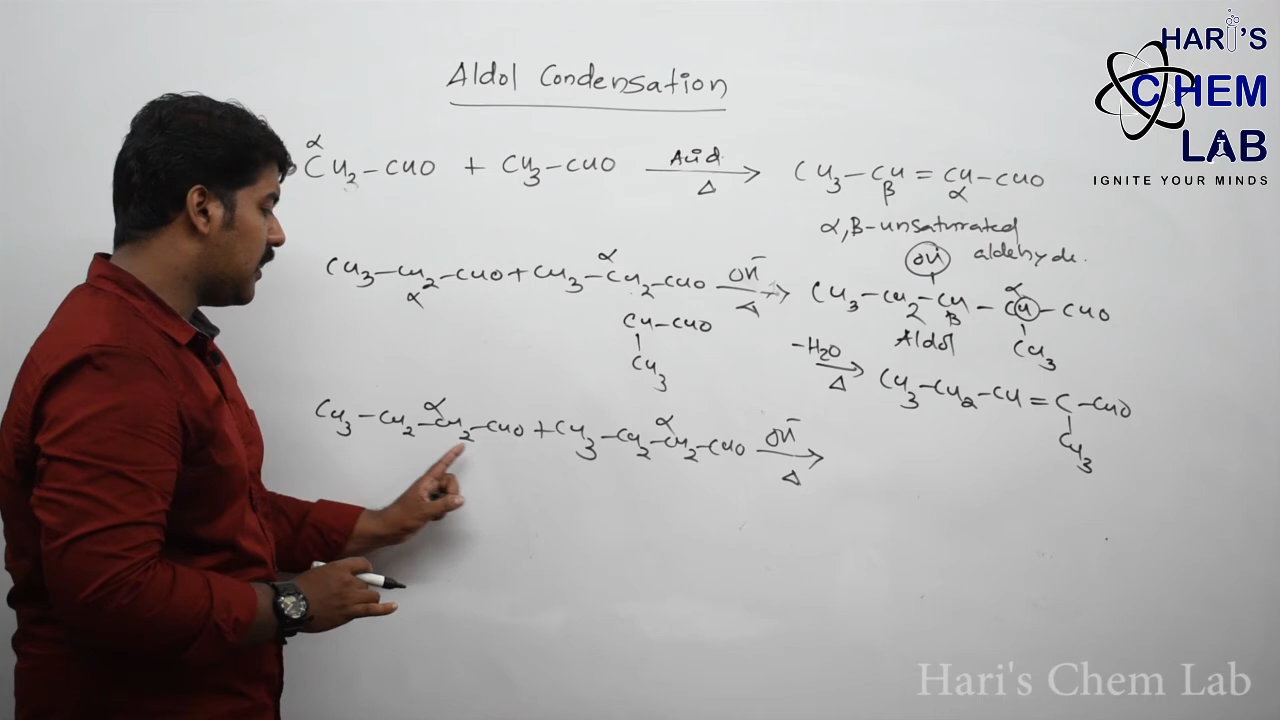 HARI'S
CHEM
LAB
IGNITE YOUR MINDS
Aldol Condensation
α
CH₂-CHO + CH₃-CHO Acid Δ → CH₃-CH=CH-CHO
β α
α,β-unsaturated
aldehyde.
CH₃-CH₂-CHO+CH₃-CH₂-CHO OH⁻ Δ → CH₃-CH₂-CH-CH-CHO
α α OH β α
CH-CHO
CH₃
Aldol CH₃
-H₂O Δ → CH₃-CH₂-CH=C-CHO
CH₃
CH₃-CH₂-CH₂-CHO+CH₃-CH₂-CH₂-CHO OH⁻ Δ →
α α
Hari's Chem Lab